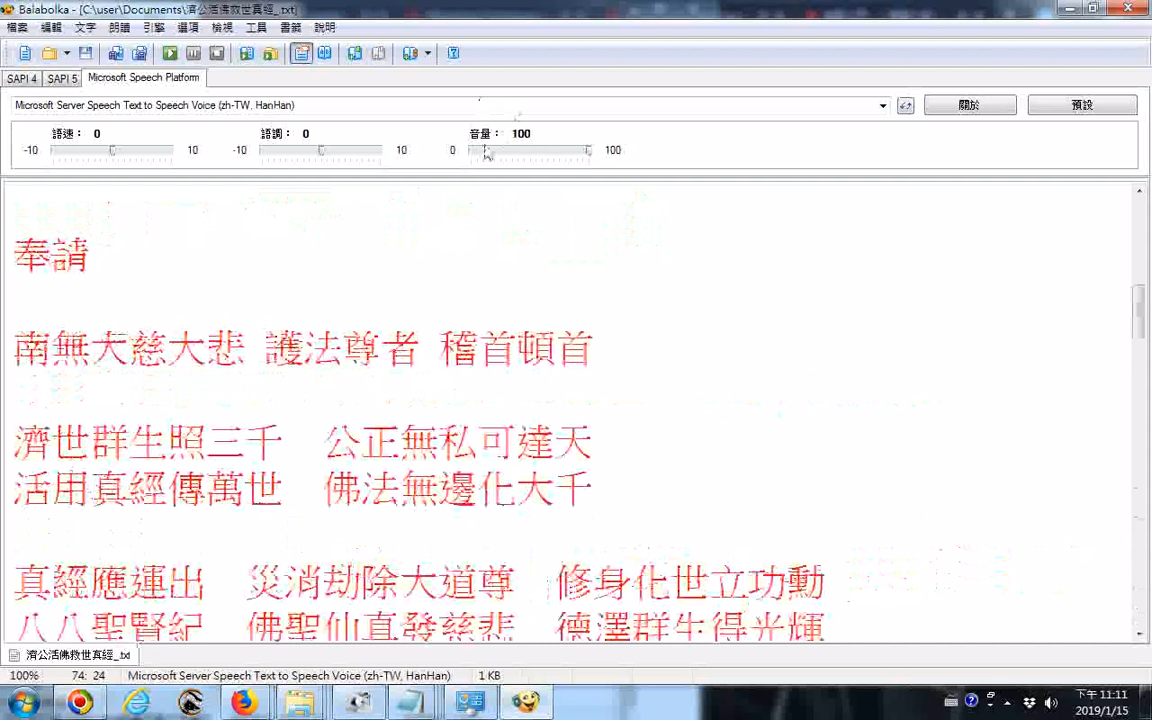 Balabolka - [C:\user\Documents\濟公活佛救世真經_.txt]
檔案 編輯 文字 朗讀 引擎 選項 檢視 工具 書籤 說明
SAPI 4 SAPI 5 Microsoft Speech Platform
Microsoft Server Speech Text to Speech Voice (zh-TW, HanHan) 關於 預設
語速： 0 語調： 0 音量： 100
-10 10 -10 10 0 100
奉請
南無大慈大悲 護法尊者 稽首頓首
濟世群生照三千 公正無私可達天
活用真經傳萬世 佛法無邊化大千
真經應運出 災消劫除大道尊 修身化世立功勳
八八聖賢紀 佛聖仙真發慈悲 德澤群生得光輝
濟公活佛救世真經_.txt
100% 74: 24 Microsoft Server Speech Text to Speech Voice (zh-TW, HanHan) 1 KB
下午 11:11
2019/1/15